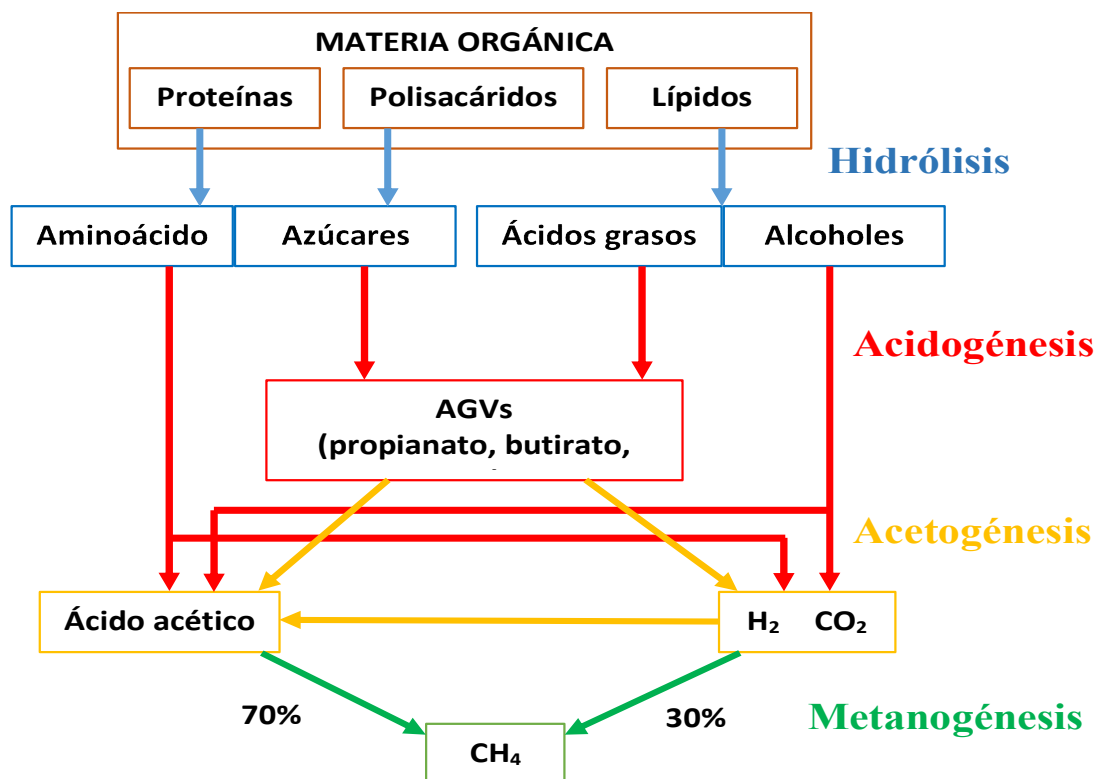 MATERIA ORGÁNICA
Proteínas
Polisacáridos
Lípidos
Hidrólisis
Aminoácido
Azúcares
Ácidos grasos
Alcoholes
Acidogénesis
AGVs
(propianato, butirato,
Acetogénesis
Ácido acético
H₂ CO₂
70%
30%
Metanogénesis
CH₄